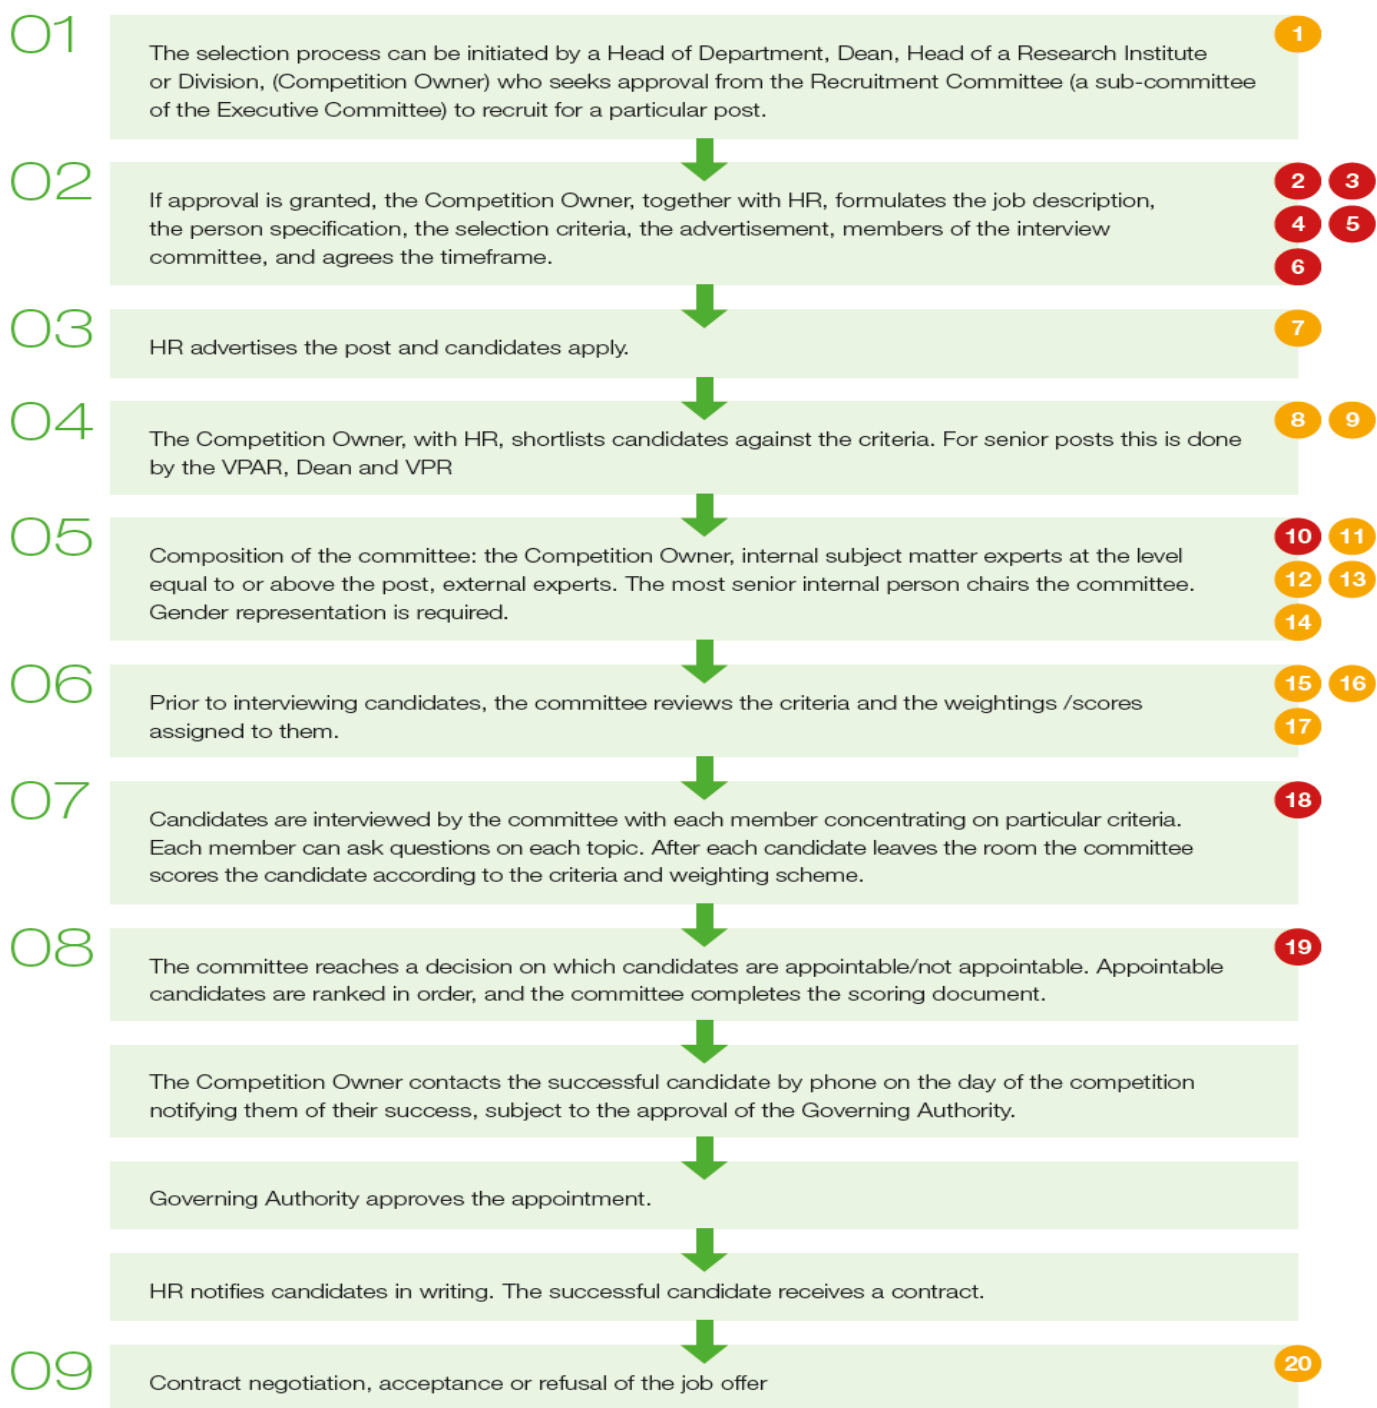 01
The selection process can be initiated by a Head of Department, Dean, Head of a Research Institute
or Division, (Competition Owner) who seeks approval from the Recruitment Committee (a sub-committee
of the Executive Committee) to recruit for a particular post.
1
02
If approval is granted, the Competition Owner, together with HR, formulates the job description,
the person specification, the selection criteria, the advertisement, members of the interview
committee, and agrees the timeframe.
2 3
4 5
6
03
HR advertises the post and candidates apply.
7
04
The Competition Owner, with HR, shortlists candidates against the criteria. For senior posts this is done
by the VPAR, Dean and VPR
8 9
05
Composition of the committee: the Competition Owner, internal subject matter experts at the level
equal to or above the post, external experts. The most senior internal person chairs the committee.
Gender representation is required.
10 11
12 13
14
06
Prior to interviewing candidates, the committee reviews the criteria and the weightings /scores
assigned to them.
15 16
17
07
Candidates are interviewed by the committee with each member concentrating on particular criteria.
Each member can ask questions on each topic. After each candidate leaves the room the committee
scores the candidate according to the criteria and weighting scheme.
18
08
The committee reaches a decision on which candidates are appointable/not appointable. Appointable
candidates are ranked in order, and the committee completes the scoring document.
19
The Competition Owner contacts the successful candidate by phone on the day of the competition
notifying them of their success, subject to the approval of the Governing Authority.
Governing Authority approves the appointment.
HR notifies candidates in writing. The successful candidate receives a contract.
09
Contract negotiation, acceptance or refusal of the job offer
20